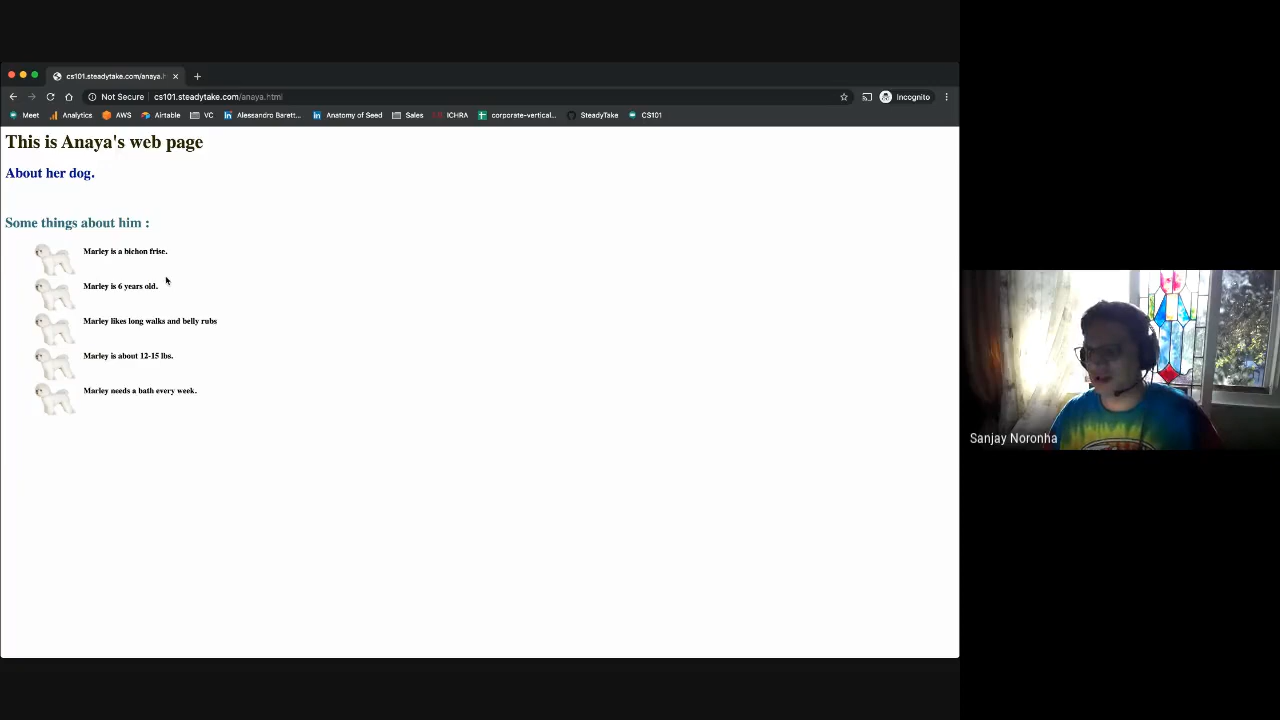 cs101.steadytake.com/anaya.h
Not Secure cs101.steadytake.com/anaya.html Incognito
Meet Analytics AWS Airtable VC Alessandro Barett... Anatomy of Seed Sales ICHRA corporate-vertical... SteadyTake CS101
This is Anaya's web page
About her dog.
Some things about him :
Marley is a bichon frise.
Marley is 6 years old.
Marley likes long walks and belly rubs
Marley is about 12-15 lbs.
Marley needs a bath every week.
Sanjay Noronha